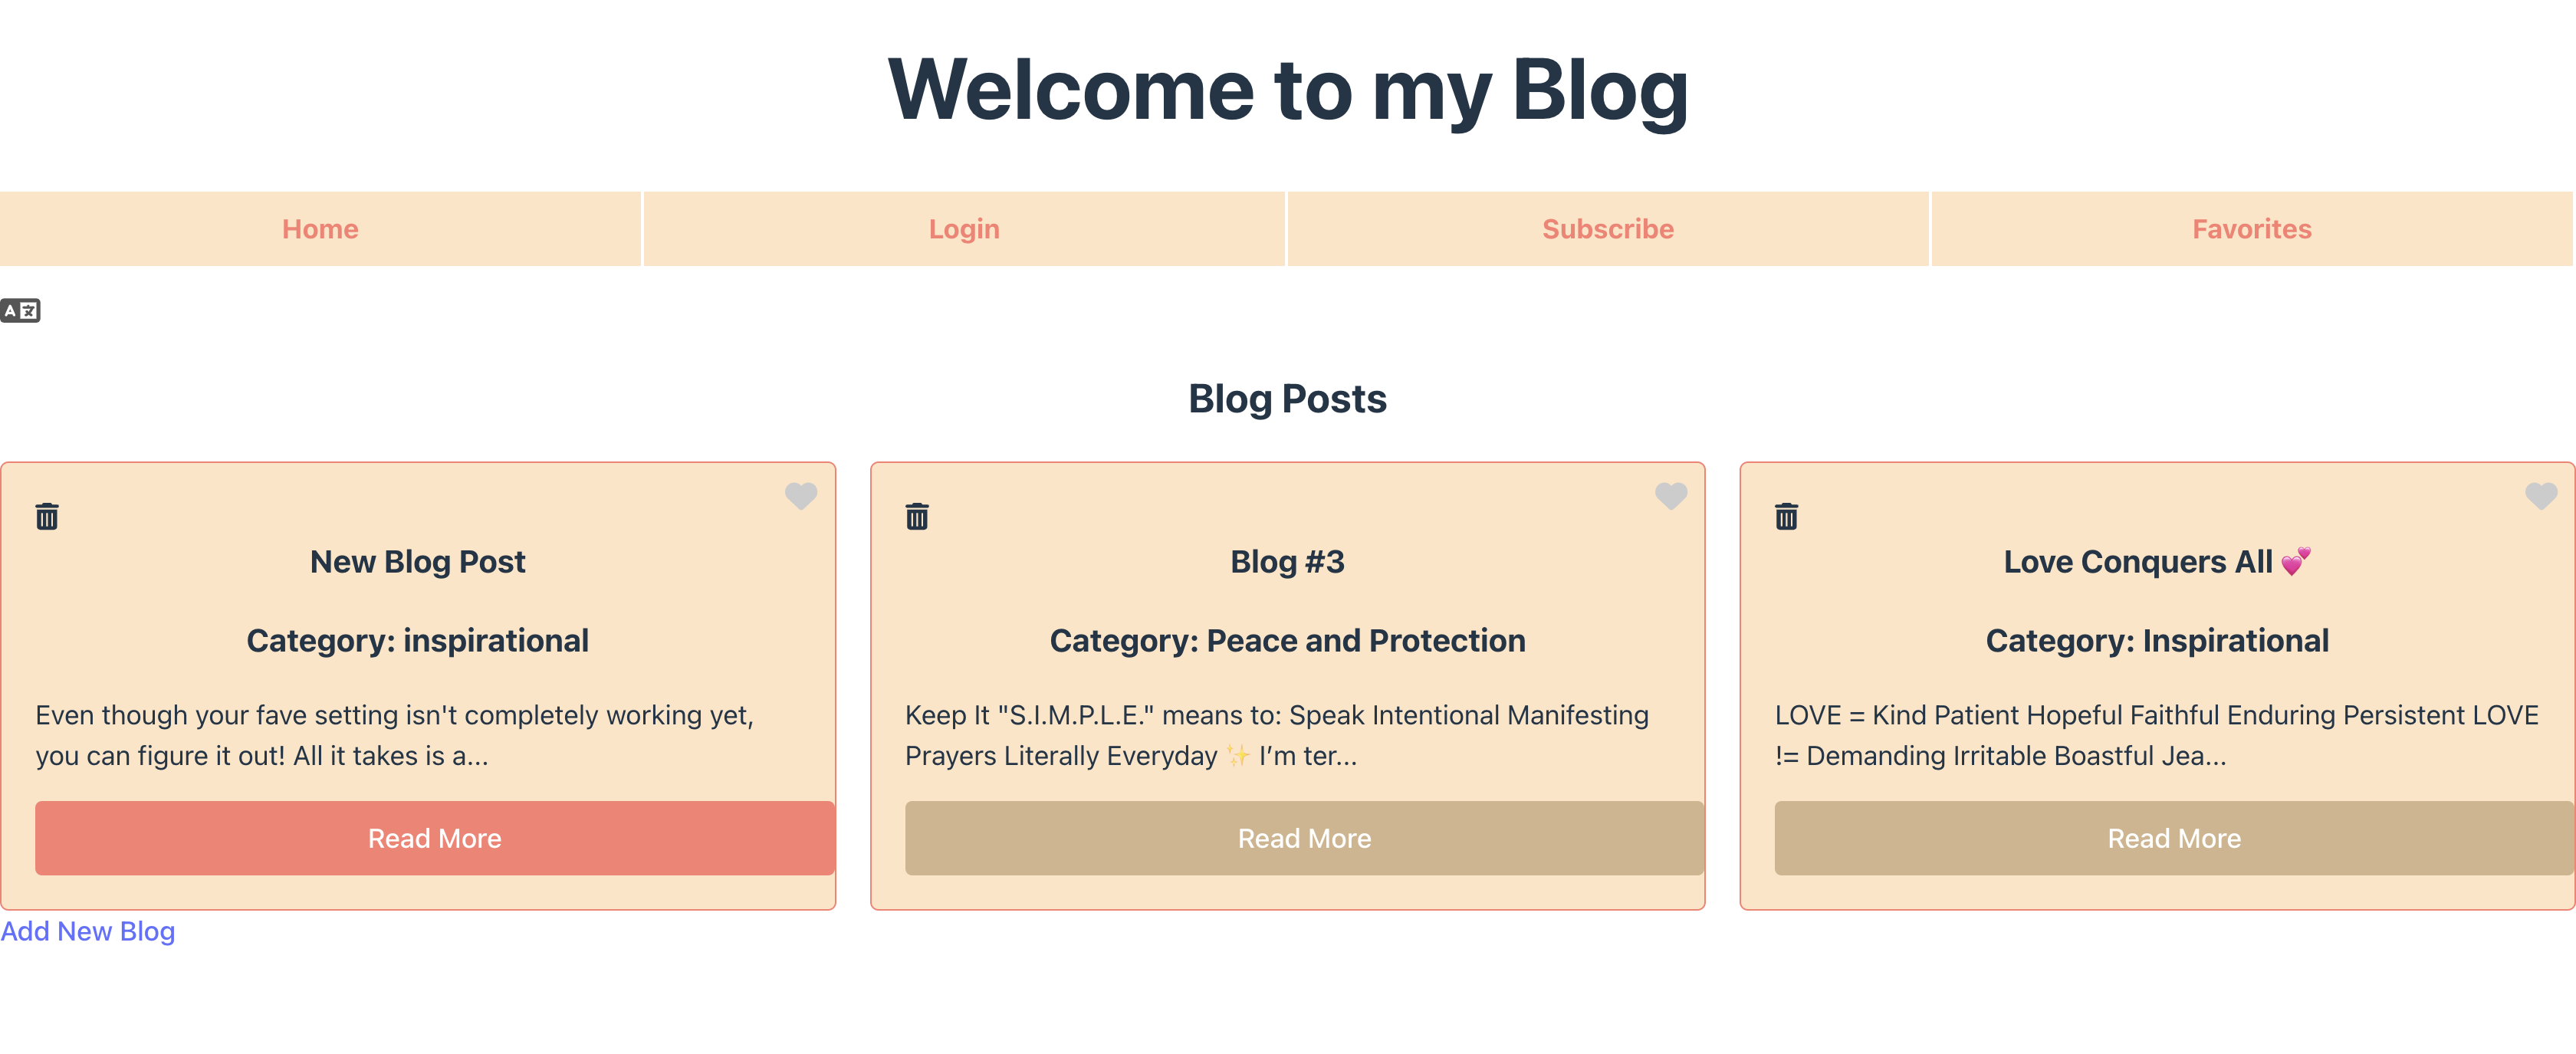 Welcome to my Blog
Home Login Subscribe Favorites
A 文
Blog Posts
New Blog Post
Category: inspirational
Even though your fave setting isn't completely working yet,
you can figure it out! All it takes is a...
Read More
Blog #3
Category: Peace and Protection
Keep It "S.I.M.P.L.E." means to: Speak Intentional Manifesting
Prayers Literally Everyday ✨ I’m ter...
Read More
Love Conquers All 💕
Category: Inspirational
LOVE = Kind Patient Hopeful Faithful Enduring Persistent LOVE
!= Demanding Irritable Boastful Jea...
Read More
Add New Blog